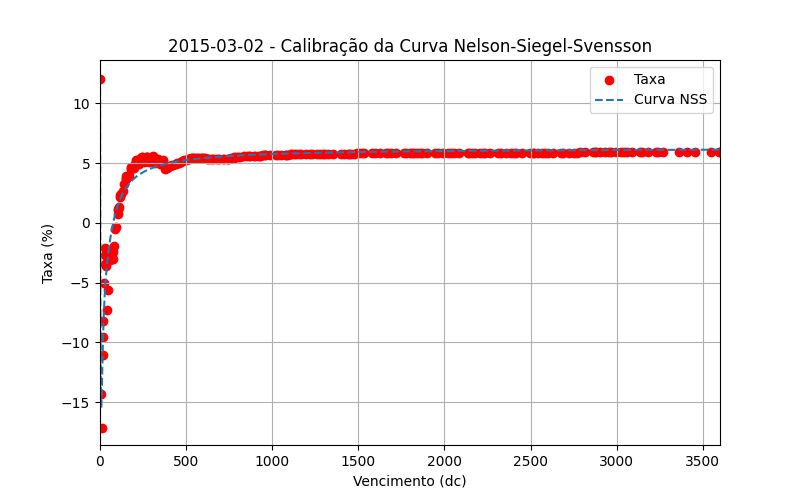 2015-03-02 - Calibração da Curva Nelson-Siegel-Svensson
Taxa
Curva NSS
Taxa (%)
10
5
0
−5
−10
−15
0 500 1000 1500 2000 2500 3000 3500
Vencimento (dc)